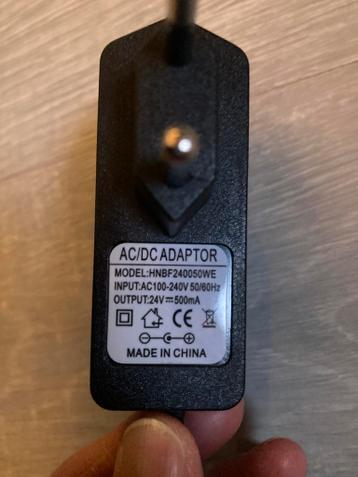 AC/DC ADAPTOR
MODEL:HNBF240050WE
INPUT:AC100-240V 50/60Hz
OUTPUT:24V⎓500mA
CE
MADE IN CHINA